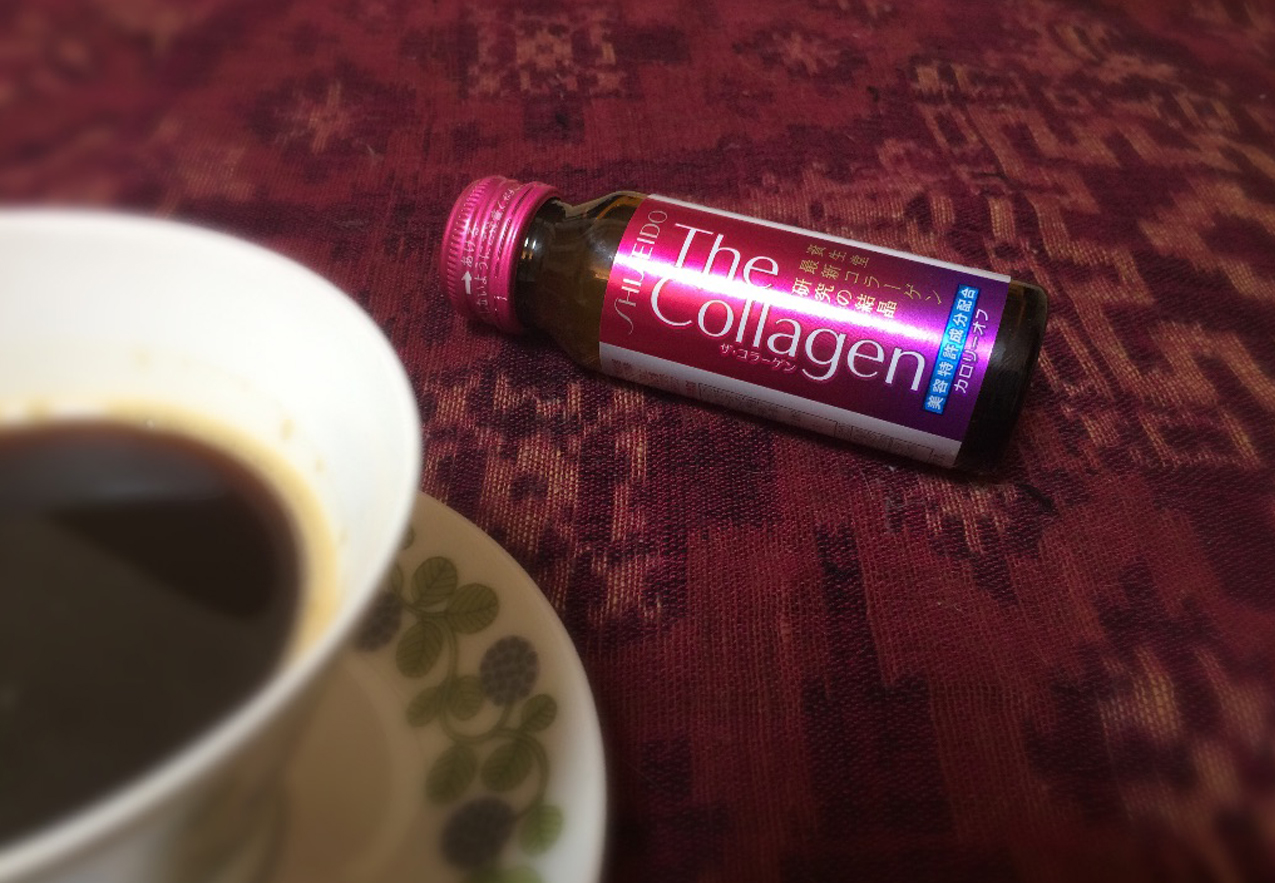 SHISEIDO
The
Collagen
ザ・コラーゲン
資生堂
最新コラーゲン
研究の結晶
美容特許成分配合
カロリーオフ
あける